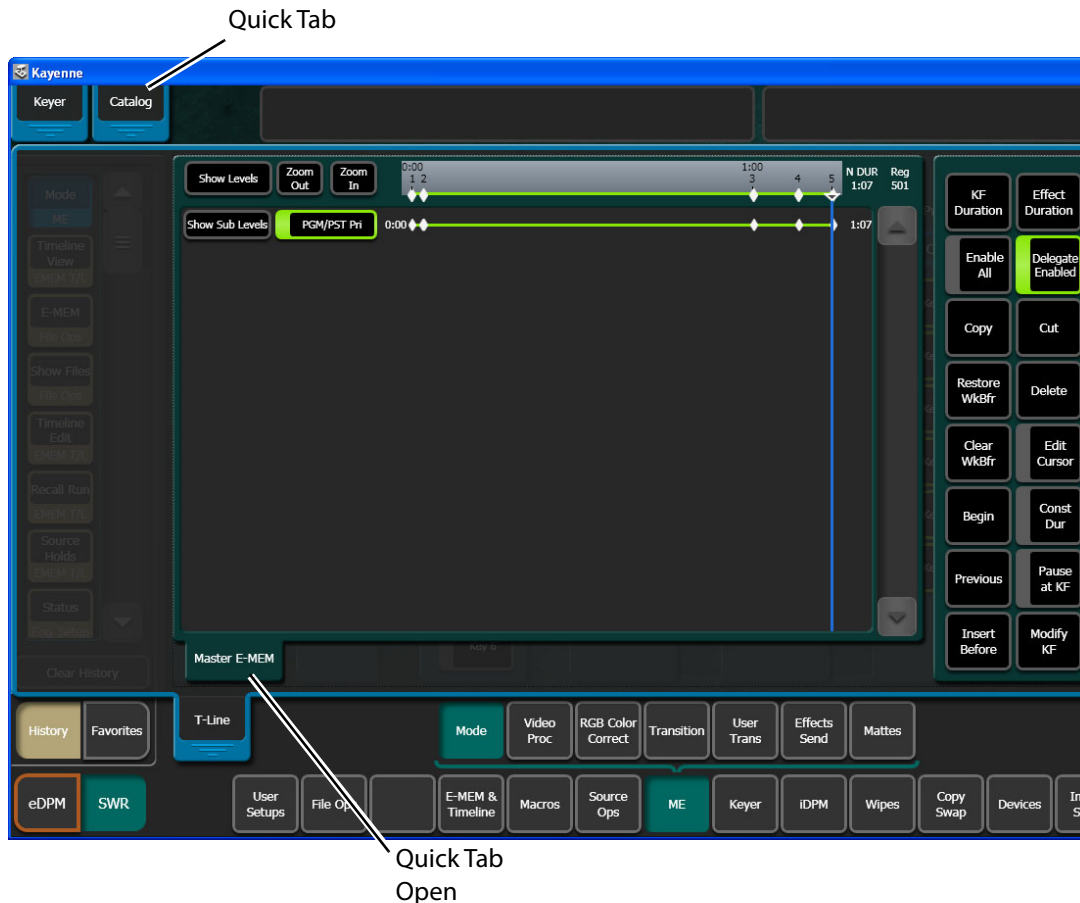 Quick Tab
Kayenne
Keyer
Catalog
Show Levels
Zoom
Out
Zoom
In
0:00
1:00
1 2 3 4 5
N DUR
1:07
Reg
501
Show Sub Levels
PGM/PST Pri
0:00
1:07
Mode
ME
Timeline
View
EMEM T/L
E-MEM
File Ops
Show Files
File Ops
Timeline
Edit
EMEM T/L
Recall Run
EMEM T/L
Source
Holds
EMEM T/L
Status
Clear History
KF
Duration
Effect
Duration
Enable
All
Delegate
Enabled
Copy
Cut
Restore
WkBfr
Delete
Clear
WkBfr
Edit
Cursor
Begin
Const
Dur
Previous
Pause
at KF
Insert
Before
Modify
KF
Master E-MEM
Key 6
History
Favorites
T-Line
Mode
Video
Proc
RGB Color
Correct
Transition
User
Trans
Effects
Send
Mattes
eDPM
SWR
User
Setups
File Op
E-MEM &
Timeline
Macros
Source
Ops
ME
Keyer
iDPM
Wipes
Copy
Swap
Devices
Quick Tab
Open